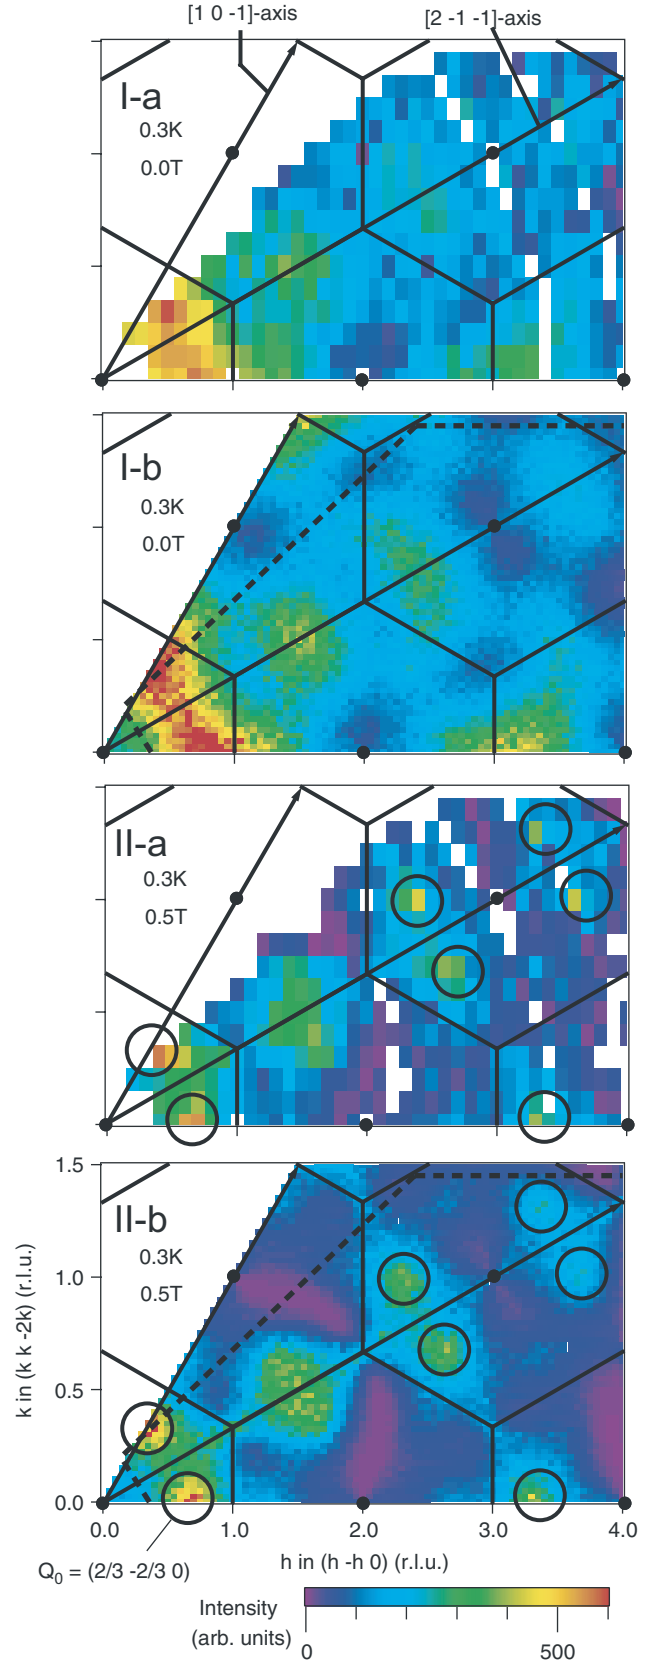 [1 0 -1]-axis
[2 -1 -1]-axis
I-a
0.3K
0.0T
I-b
0.3K
0.0T
II-a
0.3K
0.5T
II-b
0.3K
0.5T
k in (k k -2k) (r.l.u.)
1.5
1.0
0.5
0.0
0.0 1.0 2.0 3.0 4.0
h in (h -h 0) (r.l.u.)
Q₀ = (2/3 -2/3 0)
Intensity
(arb. units)
0 500